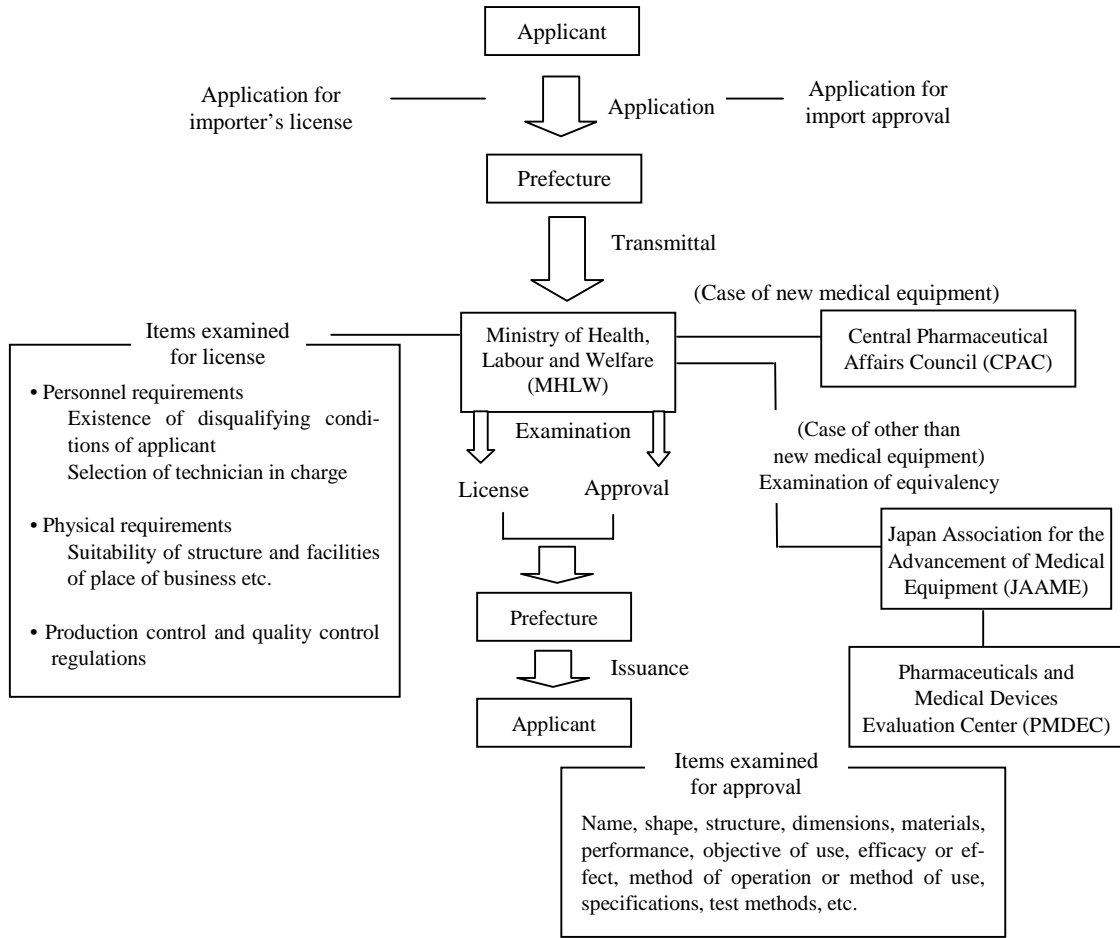 Applicant
Application for
importer’s license
Application
Application for
import approval
Prefecture
Transmittal
(Case of new medical equipment)
Items examined
for license
Ministry of Health,
Labour and Welfare
(MHLW)
Central Pharmaceutical
Affairs Council (CPAC)
• Personnel requirements
Existence of disqualifying condi-
tions of applicant
Selection of technician in charge
• Physical requirements
Suitability of structure and facilities
of place of business etc.
• Production control and quality control
regulations
Examination
(Case of other than
new medical equipment)
Examination of equivalency
License
Approval
Japan Association for the
Advancement of Medical
Equipment (JAAME)
Prefecture
Issuance
Pharmaceuticals and
Medical Devices
Evaluation Center (PMDEC)
Applicant
Items examined
for approval
Name, shape, structure, dimensions, materials,
performance, objective of use, efficacy or ef-
fect, method of operation or method of use,
specifications, test methods, etc.